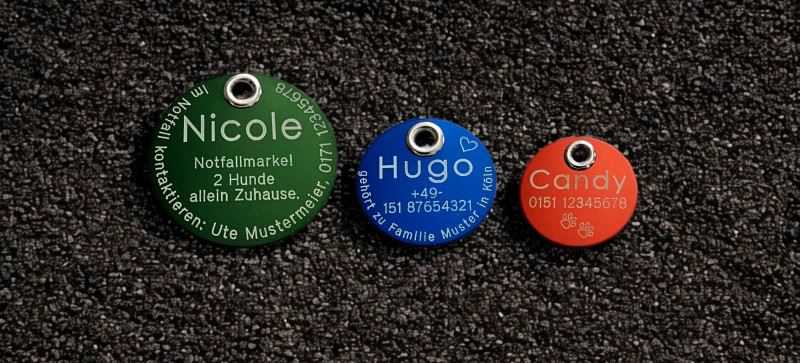 Nicole
Notfallmarkel
2 Hunde
allein Zuhause.
Im Notfall kontaktieren: Ute Mustermeier, 0171 12345678
Hugo
+49-
151 87654321
gehört zu Familie Muster in Köln
Candy
0151 12345678